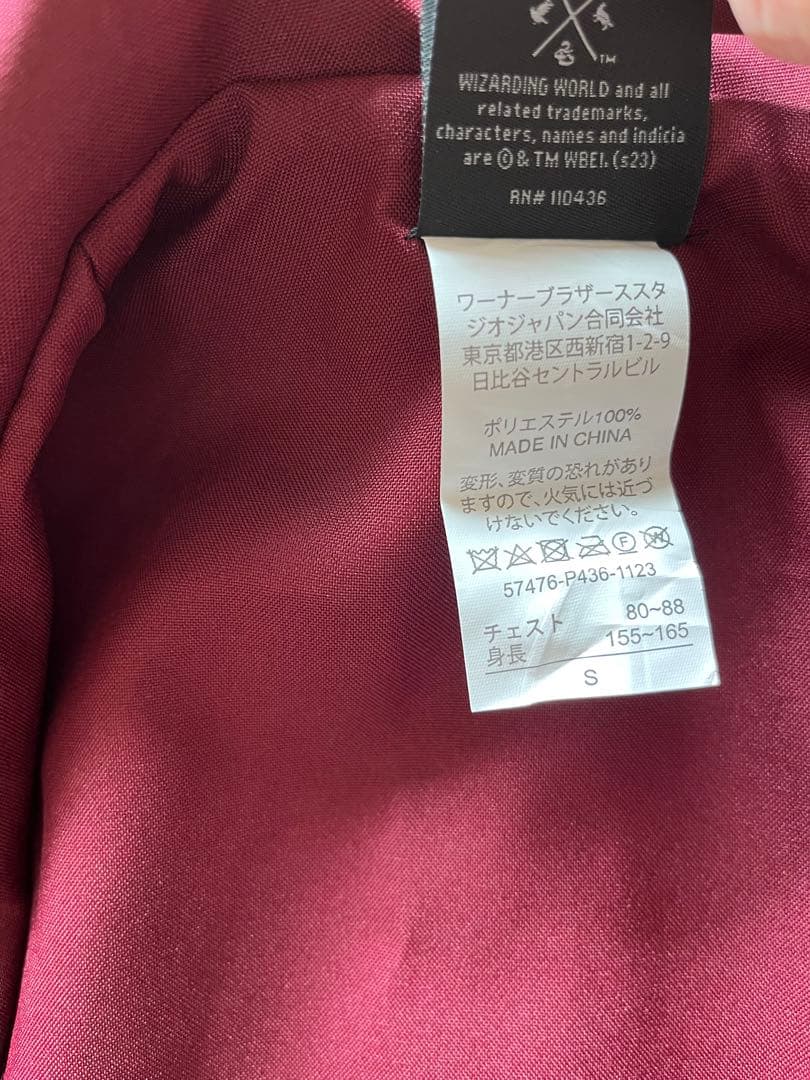 TM
WIZARDING WORLD and all
related trademarks,
characters, names and indicia
are © & TM WBEI. (s23)
RN# 110436
ワーナーブラザーススタ
ジオジャパン合同会社
東京都港区西新宿1-2-9
日比谷セントラルビル
ポリエステル100%
MADE IN CHINA
変形、変質の恐れがあり
ますので、火気には近づ
けないでください。
F W
57476-P436-1123
チェスト 80~88
身長 155~165
S